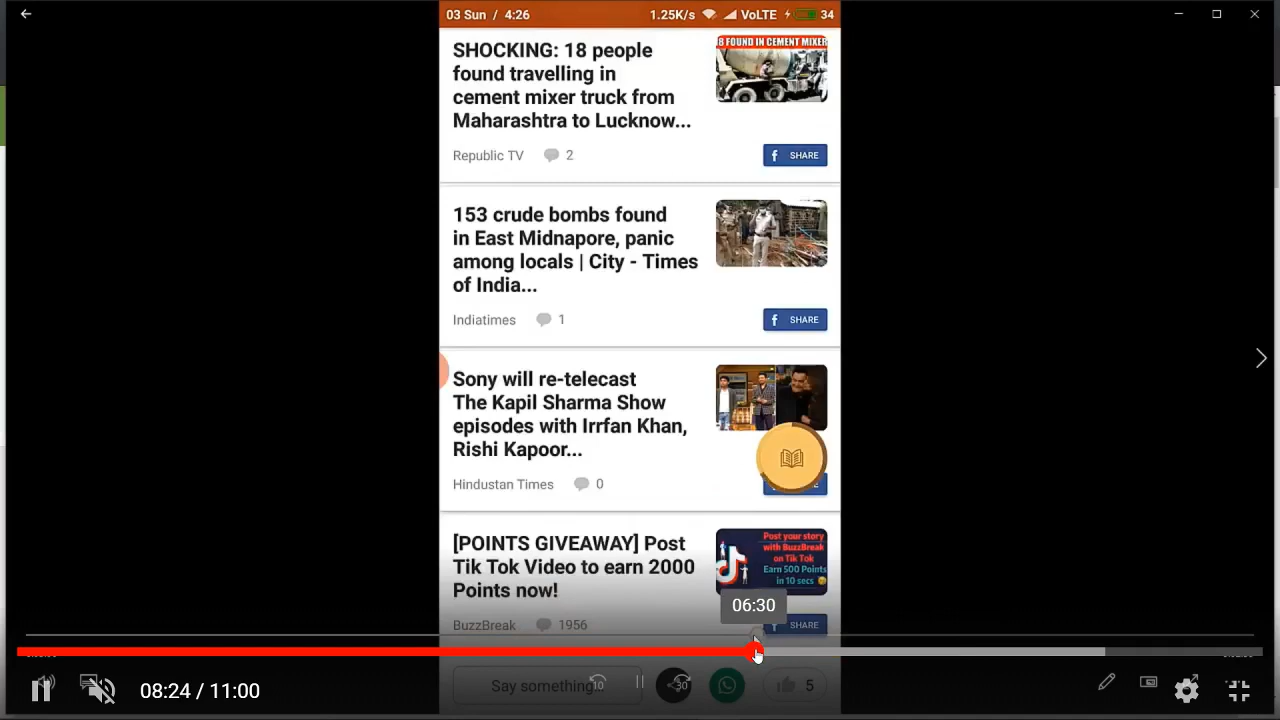 03 Sun / 4:26
1.25K/s VoLTE 34
SHOCKING: 18 people
found travelling in
cement mixer truck from
Maharashtra to Lucknow...
8 FOUND IN CEMENT MIXER
Republic TV 2
SHARE
153 crude bombs found
in East Midnapore, panic
among locals | City - Times
of India...
Indiatimes 1
SHARE
Sony will re-telecast
The Kapil Sharma Show
episodes with Irrfan Khan,
Rishi Kapoor...
Hindustan Times 0
[POINTS GIVEAWAY] Post
Tik Tok Video to earn 2000
Points now!
Post your story
with BuzzBreak
on Tik Tok
Earn 500 Points
in 10 secs
06:30
BuzzBreak 1956
SHARE
Say something
10
30
5
08:24 / 11:00